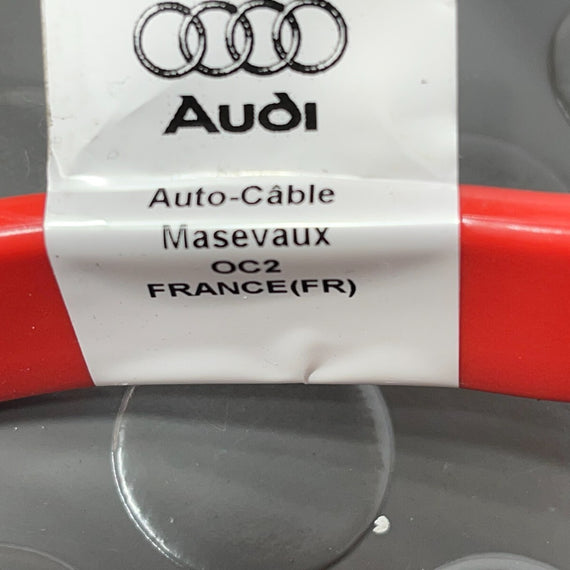 Audi
Auto-Câble
Masevaux
OC2
FRANCE(FR)